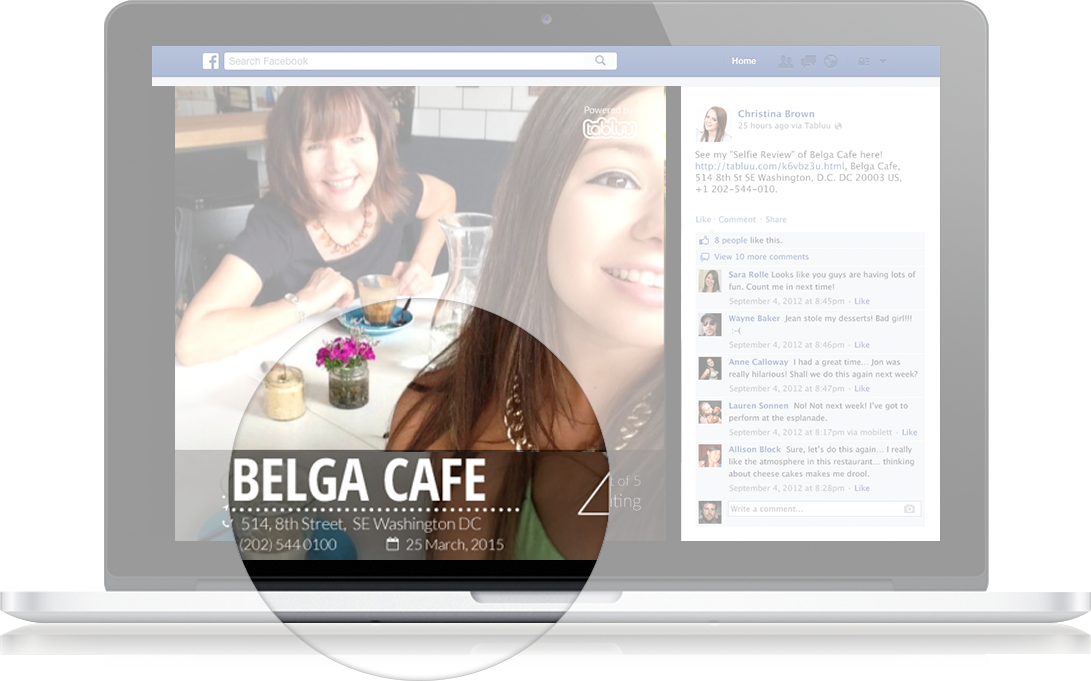 Search Facebook
Home
Powered by
tabluu
BELGA CAFE
514, 8th Street, SE Washington DC
(202) 544 0100
25 March, 2015
of 5
Christina Brown
25 hours ago via Tabluu
See my "Selfie Review" of Belga Cafe here!
http://tabluu.com/k6vbz3u.html, Belga Cafe,
514 8th St SE Washington, D.C. DC 20003 US,
+1 202-544-010.
Like · Comment · Share
8 people like this.
View 10 more comments
Sara Rolle Looks like you guys are having lots of
fun. Count me in next time!
September 4, 2012 at 8:45pm · Like
Wayne Baker Jean stole my desserts! Bad girl!!!
:-(
September 4, 2012 at 8:46pm · Like
Anne Calloway I had a great time... Jon was
really hilarious! Shall we do this again next week?
September 4, 2012 at 8:47pm · Like
Lauren Sonnen No! Not next week! I've got to
perform at the esplanade.
September 4, 2012 at 8:17pm via mobilett · Like
Allison Block Sure, let's do this again... I really
like the atmosphere in this restaurant... thinking
about cheese cakes makes me drool.
September 4, 2012 at 8:28pm · Like
Write a comment...